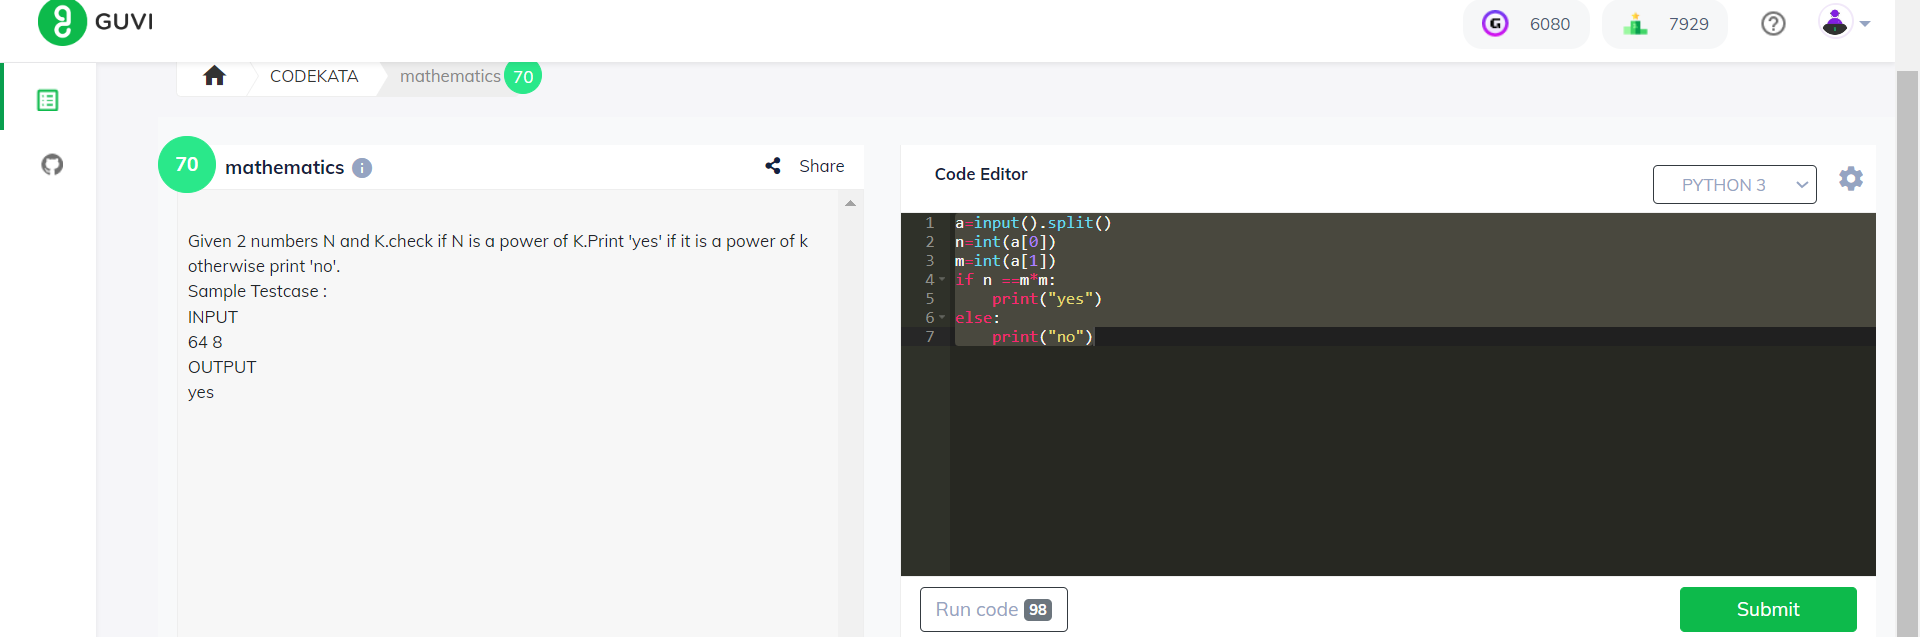 GUVI
6080
7929
CODEKATA
mathematics 70
70 mathematics
Share
Given 2 numbers N and K.check if N is a power of K.Print 'yes' if it is a power of k
otherwise print 'no'.
Sample Testcase :
INPUT
64 8
OUTPUT
yes
Code Editor
PYTHON 3
1 a=input().split()
2 n=int(a[0])
3 m=int(a[1])
4 if n ==m*m:
5     print("yes")
6 else:
7     print("no")
Run code 98
Submit